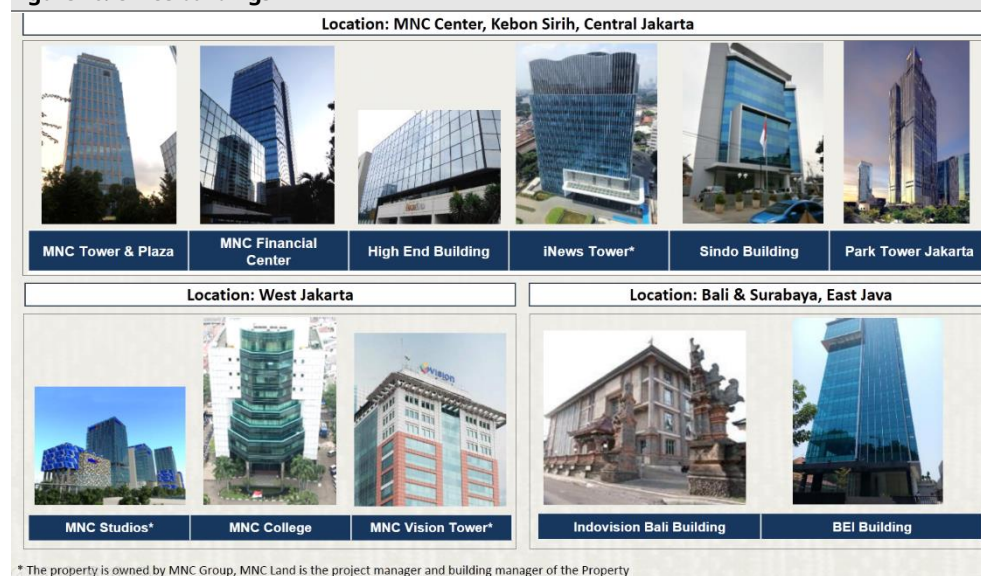 Location: MNC Center, Kebon Sirih, Central Jakarta
MNC Tower & Plaza
MNC Financial Center
High End Building
iNews Tower*
Sindo Building
Park Tower Jakarta
Location: West Jakarta
Location: Bali & Surabaya, East Java
vision
MNC Studios*
MNC College
MNC Vision Tower*
Indovision Bali Building
BEI Building
* The property is owned by MNC Group, MNC Land is the project manager and building manager of the Property